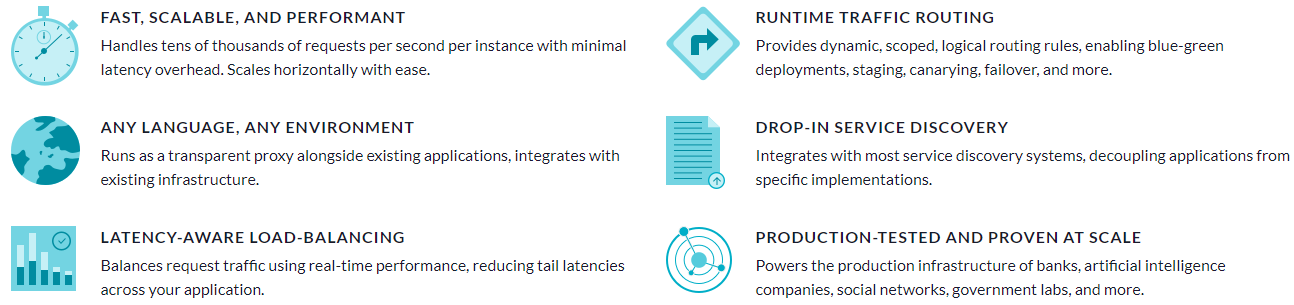 FAST, SCALABLE, AND PERFORMANT
Handles tens of thousands of requests per second per instance with minimal
latency overhead. Scales horizontally with ease.
RUNTIME TRAFFIC ROUTING
Provides dynamic, scoped, logical routing rules, enabling blue-green
deployments, staging, canarying, failover, and more.
ANY LANGUAGE, ANY ENVIRONMENT
Runs as a transparent proxy alongside existing applications, integrates with
existing infrastructure.
DROP-IN SERVICE DISCOVERY
Integrates with most service discovery systems, decoupling applications from
specific implementations.
LATENCY-AWARE LOAD-BALANCING
Balances request traffic using real-time performance, reducing tail latencies
across your application.
PRODUCTION-TESTED AND PROVEN AT SCALE
Powers the production infrastructure of banks, artificial intelligence
companies, social networks, government labs, and more.